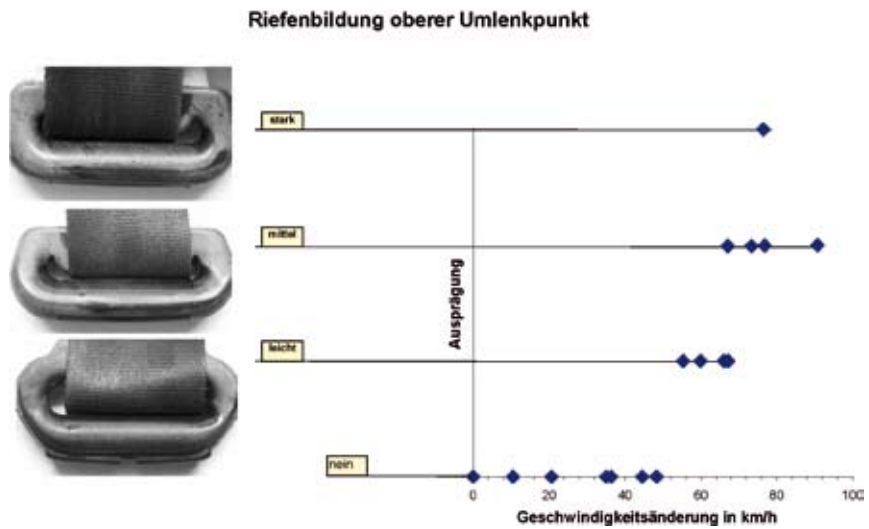 Riefenbildung oberer Umlenkpunkt
stark
mittel
leicht
nein
Ausprägung
0 20 40 60 80 100
Geschwindigkeitsänderung in km/h